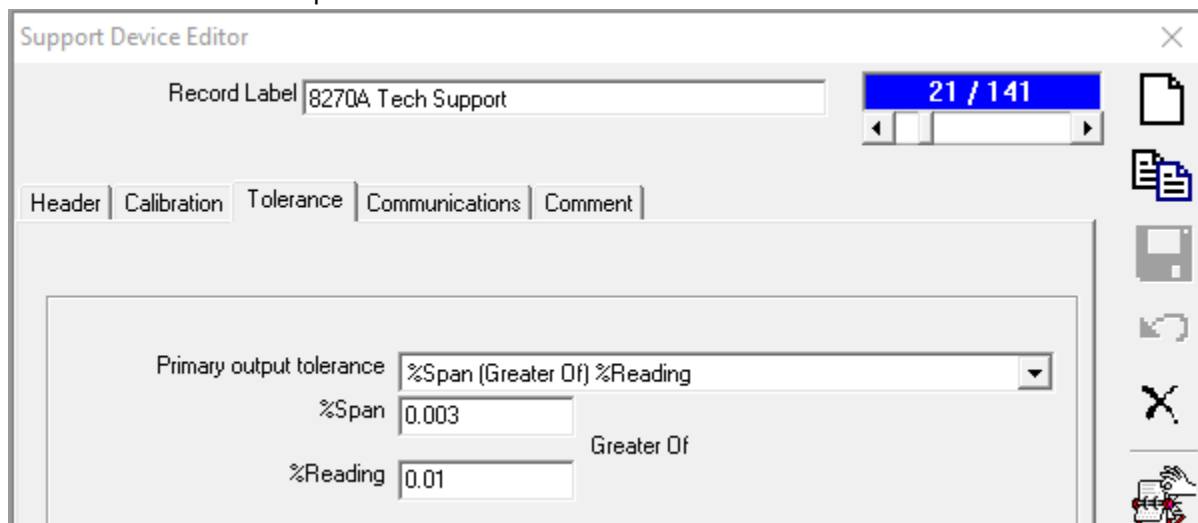 Support Device Editor
Record Label 8270A Tech Support
21 / 141
Header Calibration Tolerance Communications Comment
Primary output tolerance %Span (Greater Of) %Reading
%Span 0.003
Greater Of
%Reading 0.01